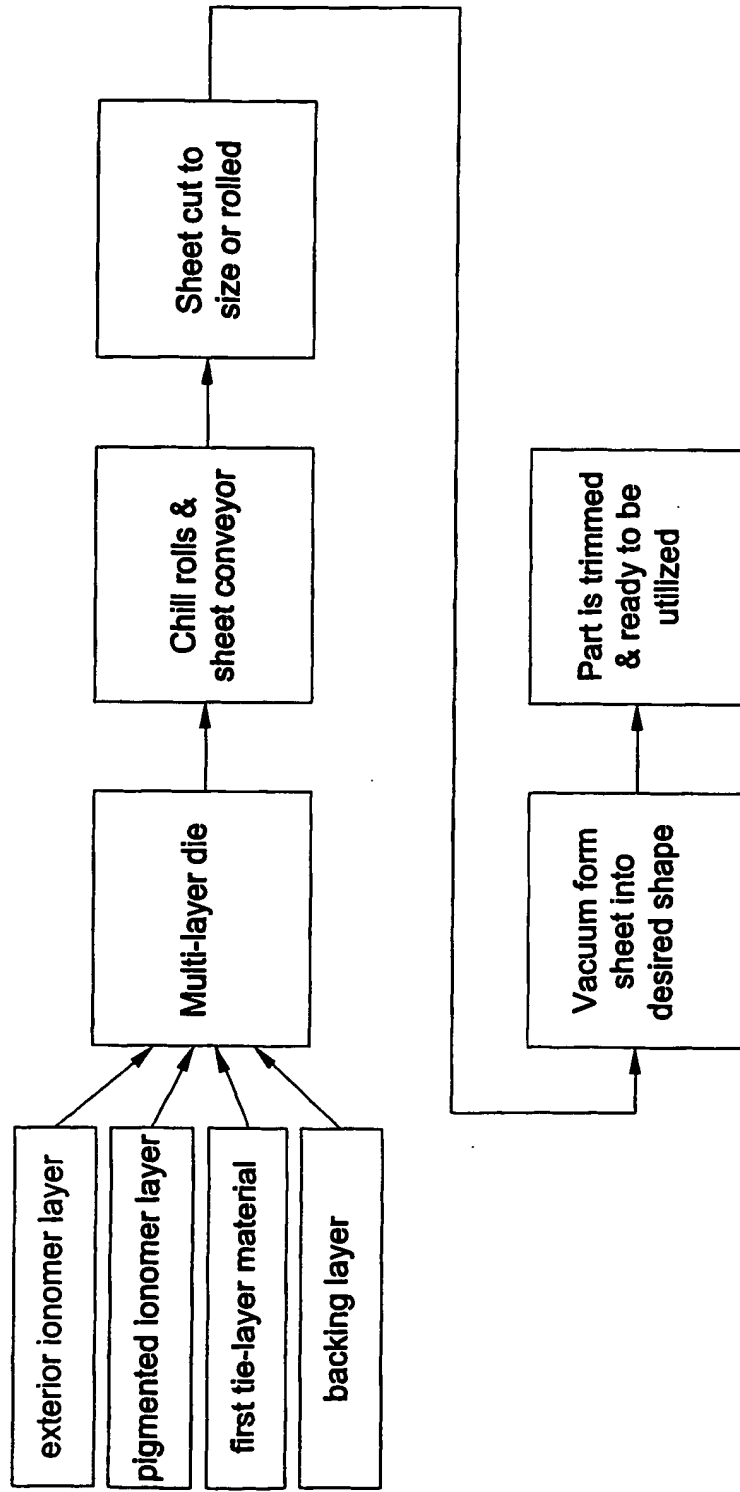 exterior ionomer layer
pigmented ionomer layer
first tie-layer material
backing layer
Multi-layer die
Chill rolls &
sheet conveyor
Sheet cut to
size or rolled
Vacuum form
sheet into
desired shape
Part is trimmed
& ready to be
utilized